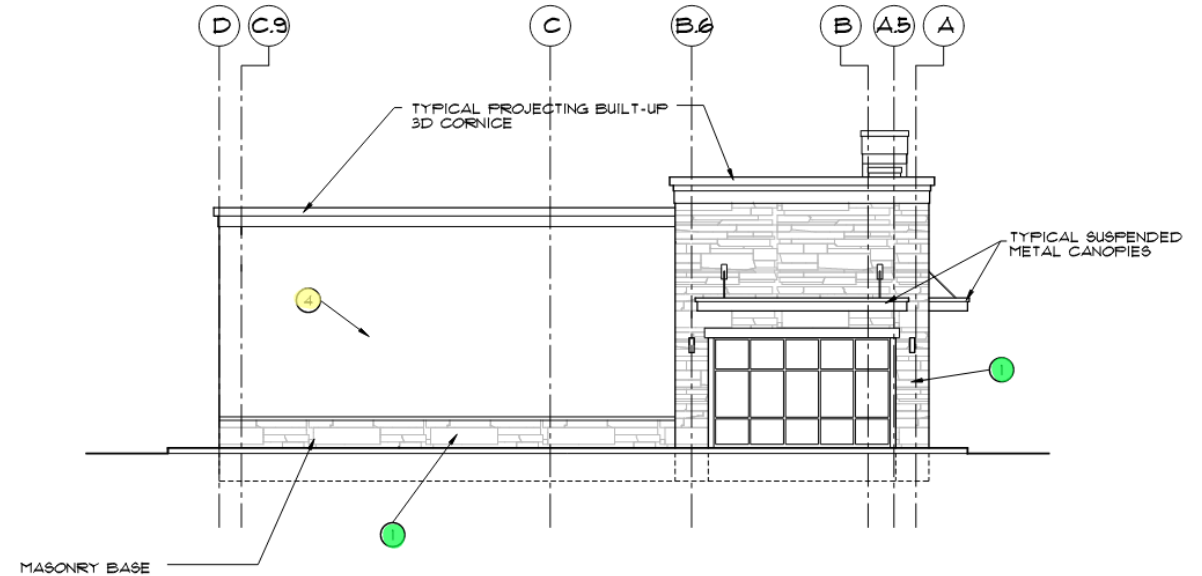 D
C.9
C
B.6
B
A.5
A
TYPICAL PROJECTING BUILT-UP
3D CORNICE
TYPICAL SUSPENDED
METAL CANOPIES
4
1
1
MASONRY BASE